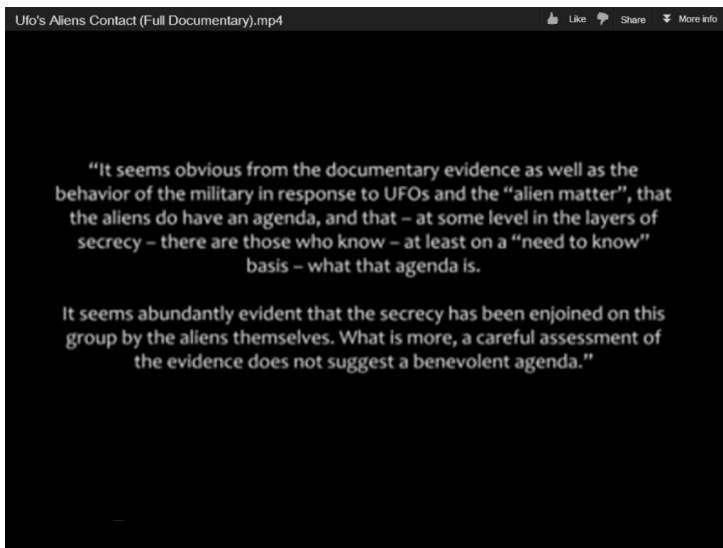 Ufo's Aliens Contact (Full Documentary).mp4
Like Share More info
“It seems obvious from the documentary evidence as well as the
behavior of the military in response to UFOs and the “alien matter”, that
the aliens do have an agenda, and that – at some level in the layers of
secrecy – there are those who know – at least on a “need to know”
basis – what that agenda is.
It seems abundantly evident that the secrecy has been enjoined on this
group by the aliens themselves. What is more, a careful assessment of
the evidence does not suggest a benevolent agenda.”